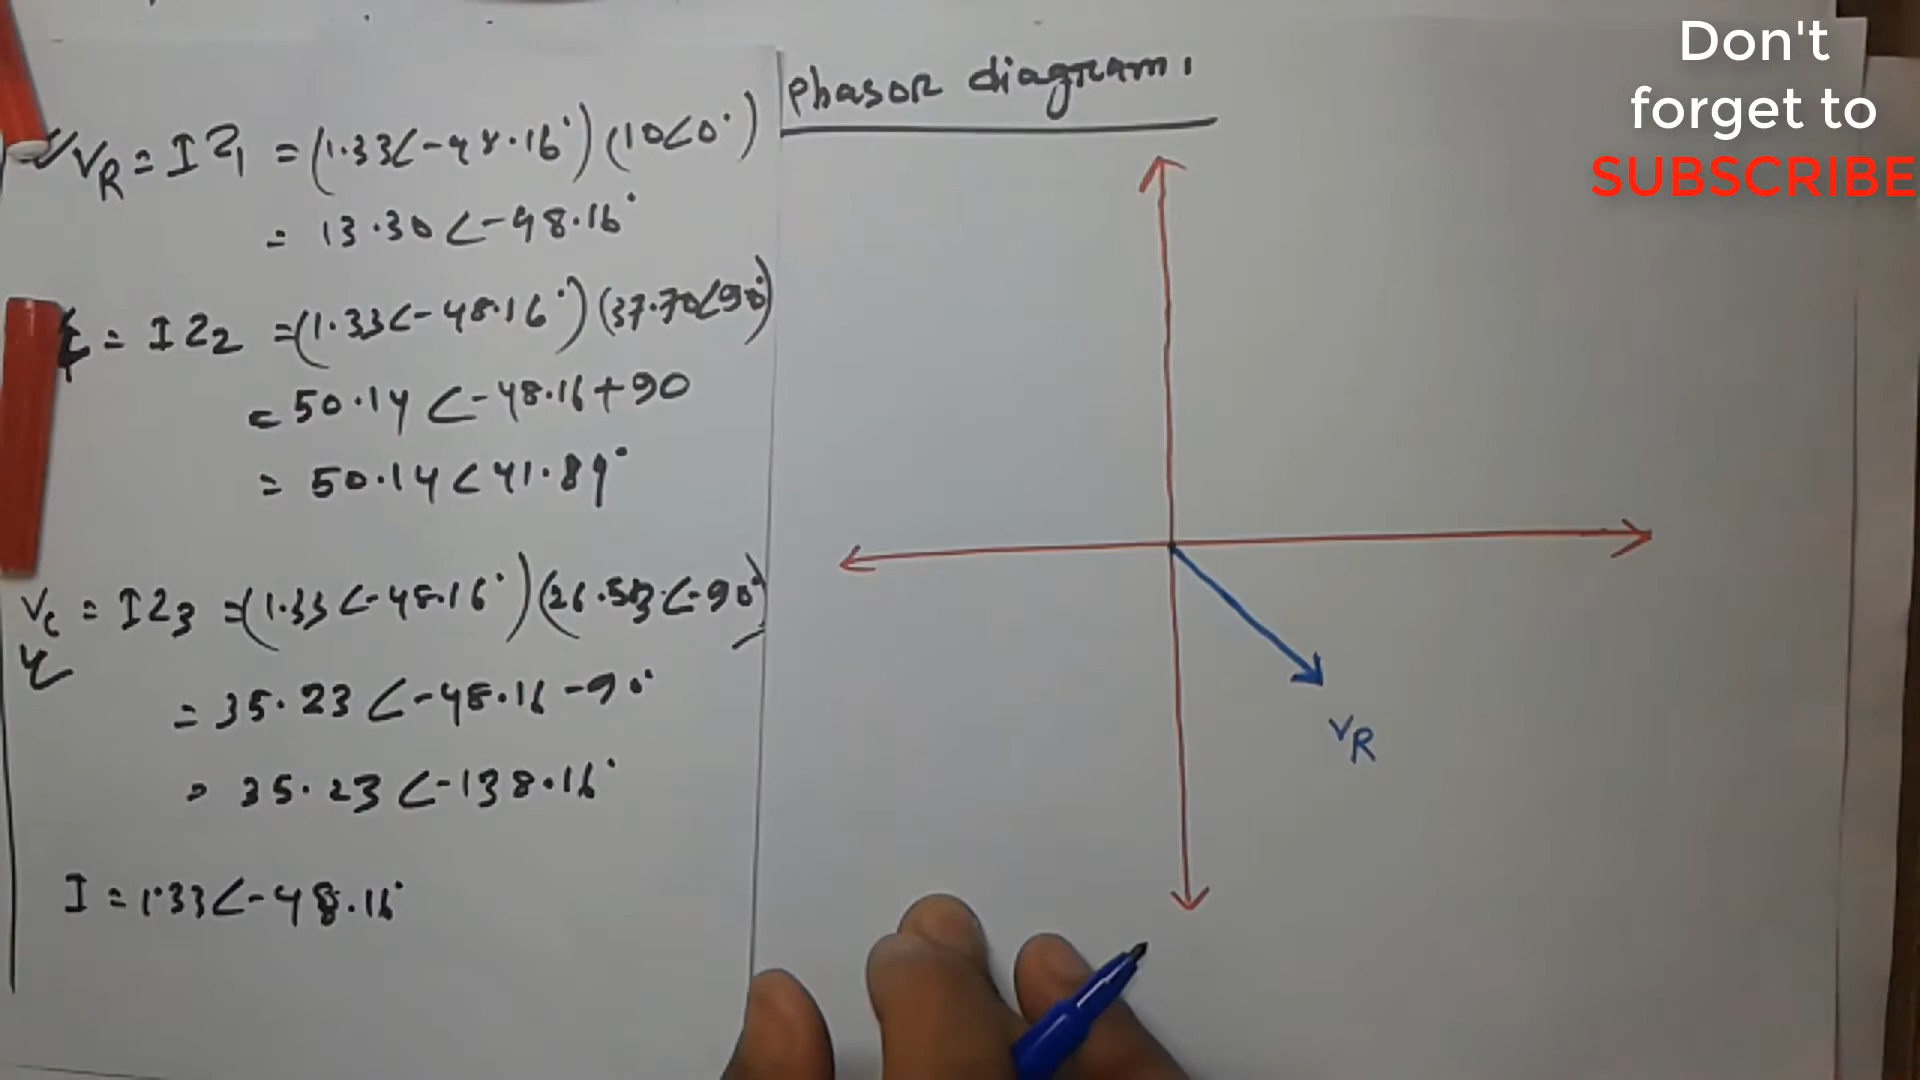 VR = IZ1 = (1.33∠-48.16°)(10∠0°)
= 13.30∠-48.16°
= IZ2 = (1.33∠-48.16°)(37.70∠90°)
= 50.14∠-48.16+90
= 50.14∠41.89°
Vc = IZ3 = (1.33∠-48.16°)(26.53∠-90°)
= 35.23∠-48.16-90°
= 35.23∠-138.16°
I = 1.33∠-48.16°
Phasor diagram:
VR
Don't
forget to
SUBSCRIBE